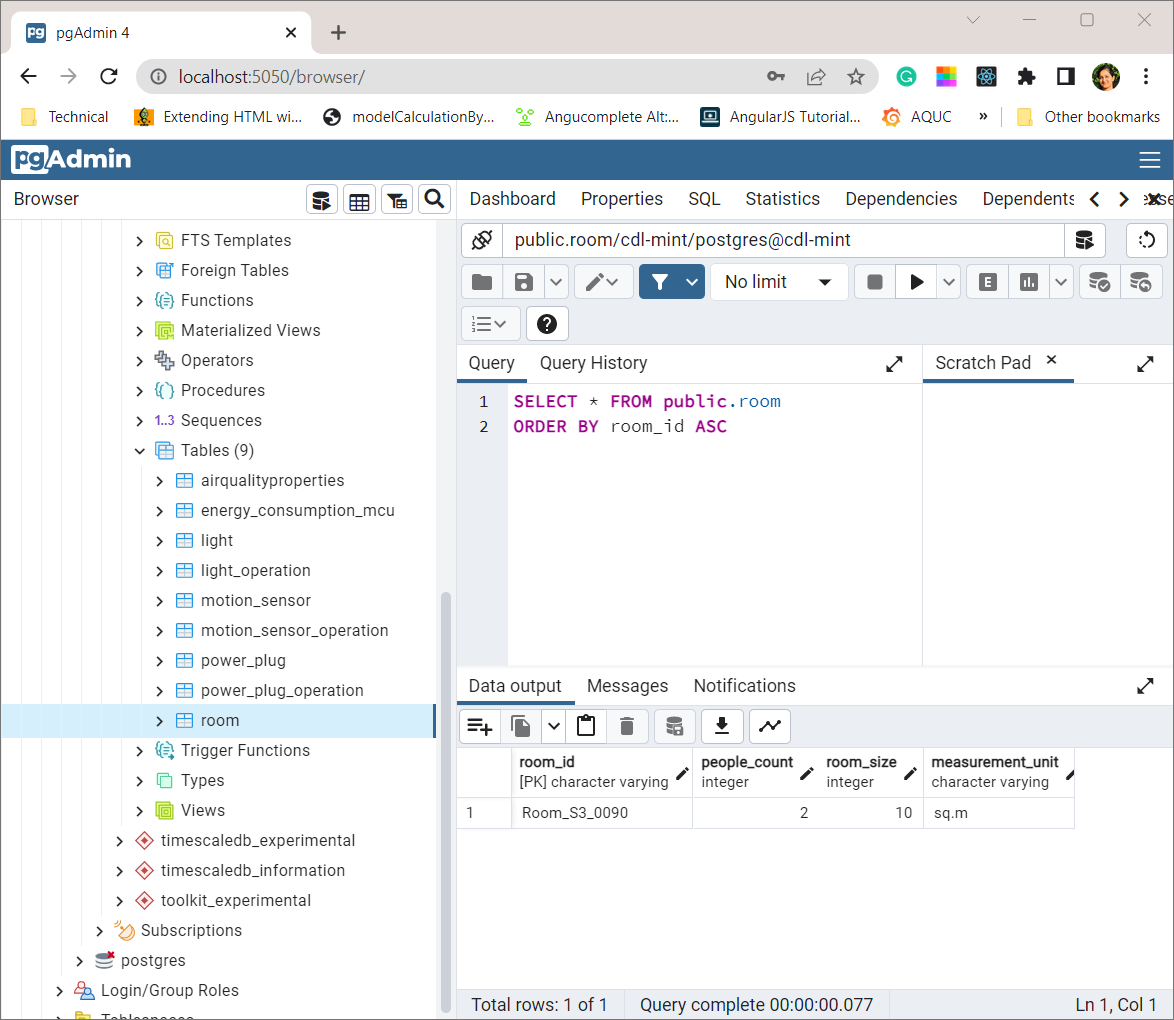 pg pgAdmin 4
localhost:5050/browser/
Technical Extending HTML wi... modelCalculationBy... Angucomplete Alt:... AngularJS Tutorial... AQUC » Other bookmarks
pgAdmin
Browser
Dashboard Properties SQL Statistics Dependencies Dependents
public.room/cdl-mint/postgres@cdl-mint
No limit
E
Query Query History
Scratch Pad
1 SELECT * FROM public.room
2 ORDER BY room_id ASC
FTS Templates
Foreign Tables
Functions
Materialized Views
Operators
Procedures
1..3 Sequences
Tables (9)
airqualityproperties
energy_consumption_mcu
light
light_operation
motion_sensor
motion_sensor_operation
power_plug
power_plug_operation
room
Trigger Functions
Types
Views
timescaledb_experimental
timescaledb_information
toolkit_experimental
Subscriptions
postgres
Login/Group Roles
Data output Messages Notifications
room_id people_count room_size measurement_unit
[PK] character varying integer integer character varying
1 Room_S3_0090 2 10 sq.m
Total rows: 1 of 1 Query complete 00:00:00.077 Ln 1, Col 1